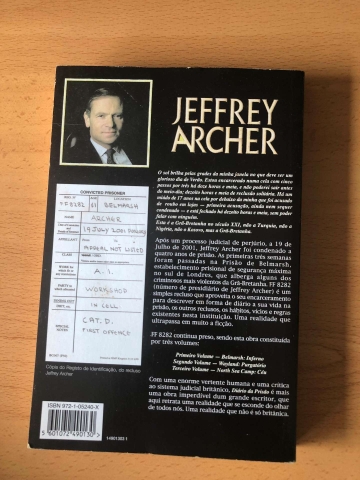 JEFFREY
ARCHER
O sol brilha pelas grades da minha janela no que deve ser um
glorioso dia de Verão. Estou encarcerado numa cela com cinco
passos por três há doze horas e meia, e não poderei sair antes
do meio-dia; dezoito horas e meia de reclusão solitária. Há um
miúdo de 17 anos na cela por debaixo da minha que foi acusado
de roubo em lojas — primeira acusação, ainda nem sequer
condenado — e está fechado há dezoito horas e meia, sem poder
falar com ninguém.
Esta é a Grã-Bretanha no século XXI, não a Turquia, não a
Nigéria, não o Kosovo, mas a Grã-Bretanha.
Após um processo judicial de perjúrio, a 19 de
Julho de 2001, Jeffrey Archer foi condenado a
quatro anos de prisão. As primeiras três semanas
foram passadas na Prisão de Belmarsh,
estabelecimento prisional de segurança máxima
no sul de Londres, que alberga alguns dos
criminosos mais violentos da Grã-Bretanha. FF 8282
(número de presidiário de Jeffrey Archer) é um
simples recluso que aproveita o seu encarceramento
para descrever em forma de diário a sua vida na
prisão, os outros reclusos, os hábitos, vícios e regras
existentes nessa instituição. Uma realidade que
ultrapassa em muito a ficção.
FF 8282 continua preso, sendo esta obra constituída
por três volumes:
Primeiro Volume — Belmarsh: Inferno
Segundo Volume — Wayland: Purgatório
Terceiro Volume — North Sea Camp: Céu
Com uma enorme vertente humana e uma crítica
ao sistema judicial britânico, Diário da Prisão é mais
uma obra imperdível dum grande escritor, que
aqui retrata uma realidade que se esconde do olhar
de todos nós. Uma realidade que não é só britânica.
CONVICTED PRISONER
FF 8282
BELMARSH
NAME
ARCHER
19 JULY 2001
APPELLANT
CLASS
A.1.
WORKSHOP
IN CELL
CAT. D.
FIRST OFFENCE
Cópia do Registo de Identificação, do recluso
Jeffrey Archer
ISBN 972-1-05240-X
5601072490130